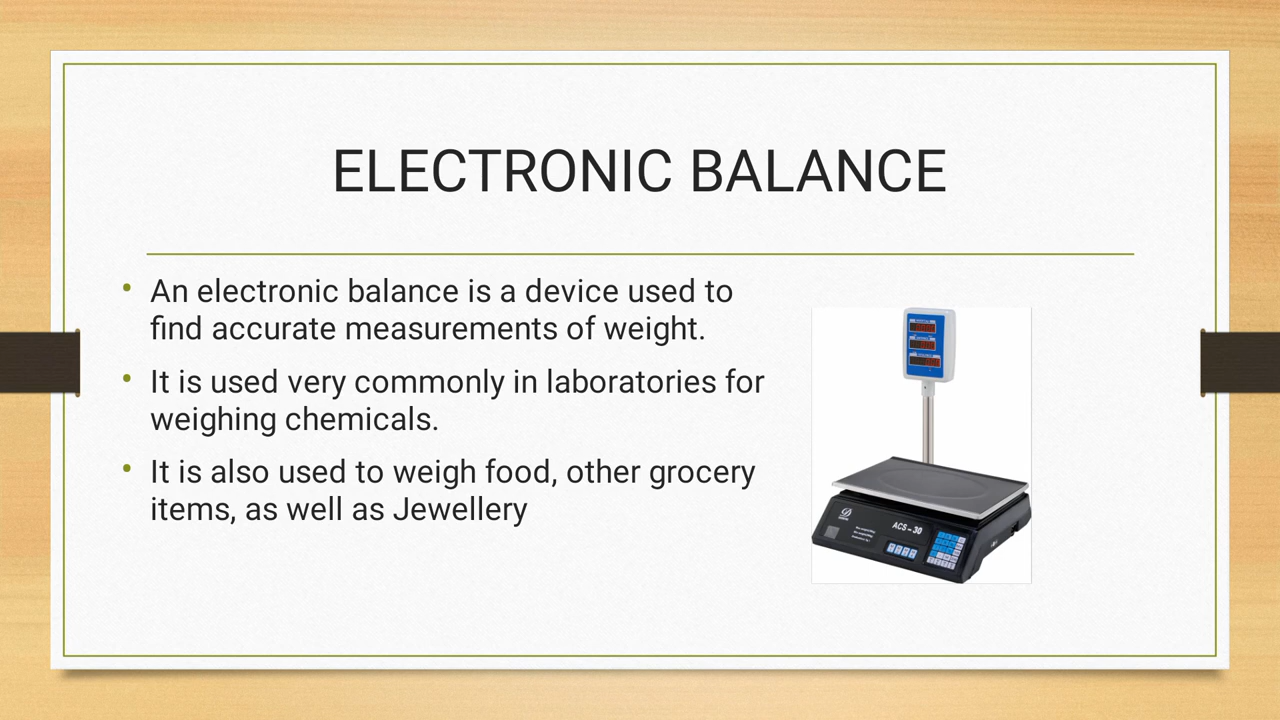 ELECTRONIC BALANCE
• An electronic balance is a device used to
find accurate measurements of weight.
• It is used very commonly in laboratories for
weighing chemicals.
• It is also used to weigh food, other grocery
items, as well as Jewellery
ACS – 30